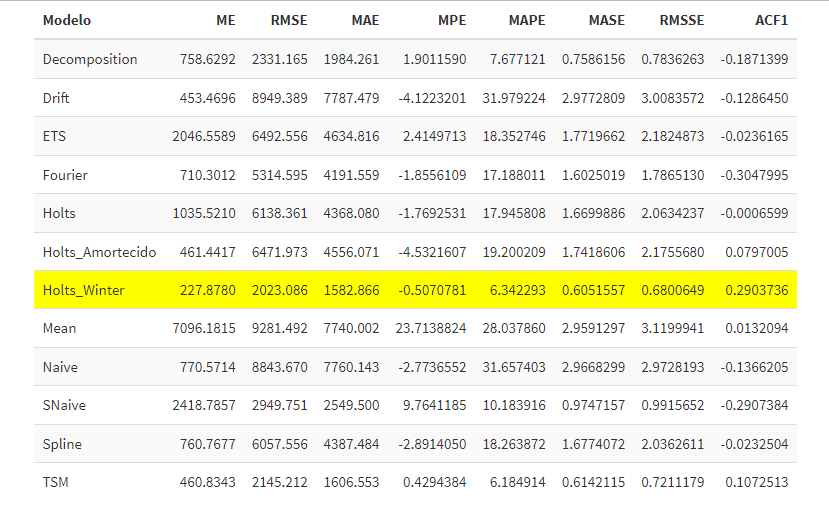 Modelo ME RMSE MAE MPE MAPE MASE RMSSE ACF1
Decomposition 758.6292 2331.165 1984.261 1.9011590 7.677121 0.7586156 0.7836263 -0.1871399
Drift 453.4696 8949.389 7787.479 -4.1223201 31.979224 2.9772809 3.0083572 -0.1286450
ETS 2046.5589 6492.556 4634.816 2.4149713 18.352746 1.7719662 2.1824873 -0.0236165
Fourier 710.3012 5314.595 4191.559 -1.8556109 17.188011 1.6025019 1.7865130 -0.3047995
Holts 1035.5210 6138.361 4368.080 -1.7692531 17.945808 1.6699886 2.0634237 -0.0006599
Holts_Amortecido 461.4417 6471.973 4556.071 -4.5321607 19.200209 1.7418606 2.1755680 0.0797005
Holts_Winter 227.8780 2023.086 1582.866 -0.5070781 6.342293 0.6051557 0.6800649 0.2903736
Mean 7096.1815 9281.492 7740.002 23.7138824 28.037860 2.9591297 3.1199941 0.0132094
Naive 770.5714 8843.670 7760.143 -2.7736552 31.657403 2.9668299 2.9728193 -0.1366205
SNaive 2418.7857 2949.751 2549.500 9.7641185 10.183916 0.9747157 0.9915652 -0.2907384
Spline 760.7677 6057.556 4387.484 -2.8914050 18.263872 1.6774072 2.0362611 -0.0232504
TSM 460.8343 2145.212 1606.553 0.4294384 6.184914 0.6142115 0.7211179 0.1072513